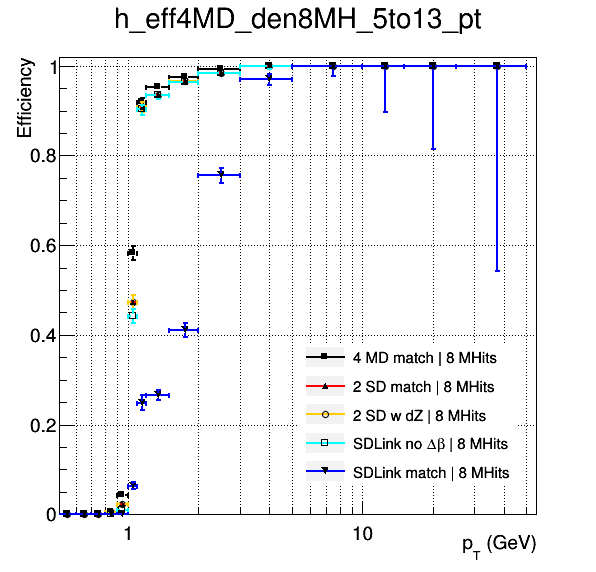 h_eff4MD_den8MH_5to13_pt
Efficiency
1
0.8
0.6
0.4
0.2
0
4 MD match | 8 MHits
2 SD match | 8 MHits
2 SD w dZ | 8 MHits
SDLink no Δβ | 8 MHits
SDLink match | 8 MHits
1
10
p_T (GeV)